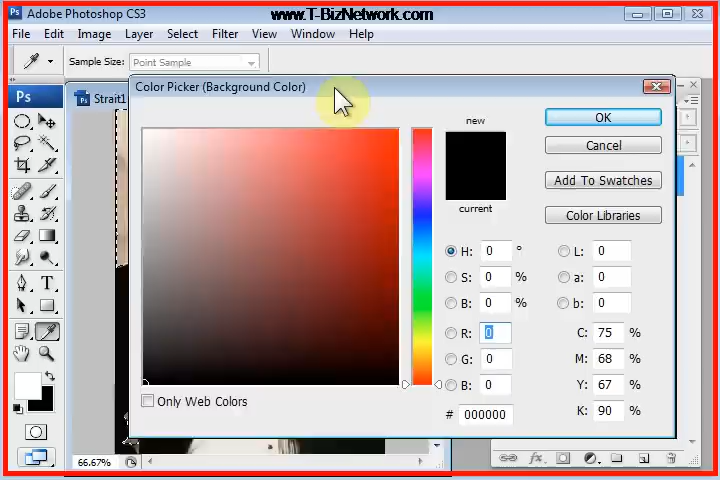 www.T-BizNetwork.com
Ps Adobe Photoshop CS3
File Edit Image Layer Select Filter View Window Help
Sample Size: Point Sample
Ps
Strait1
Color Picker (Background Color)
new
current
OK
Cancel
Add To Swatches
Color Libraries
H: 0 °
L: 0
S: 0 %
a: 0
B: 0 %
b: 0
R: 0
C: 75 %
G: 0
M: 68 %
B: 0
Y: 67 %
# 000000
K: 90 %
Only Web Colors
T
66.67%
fx